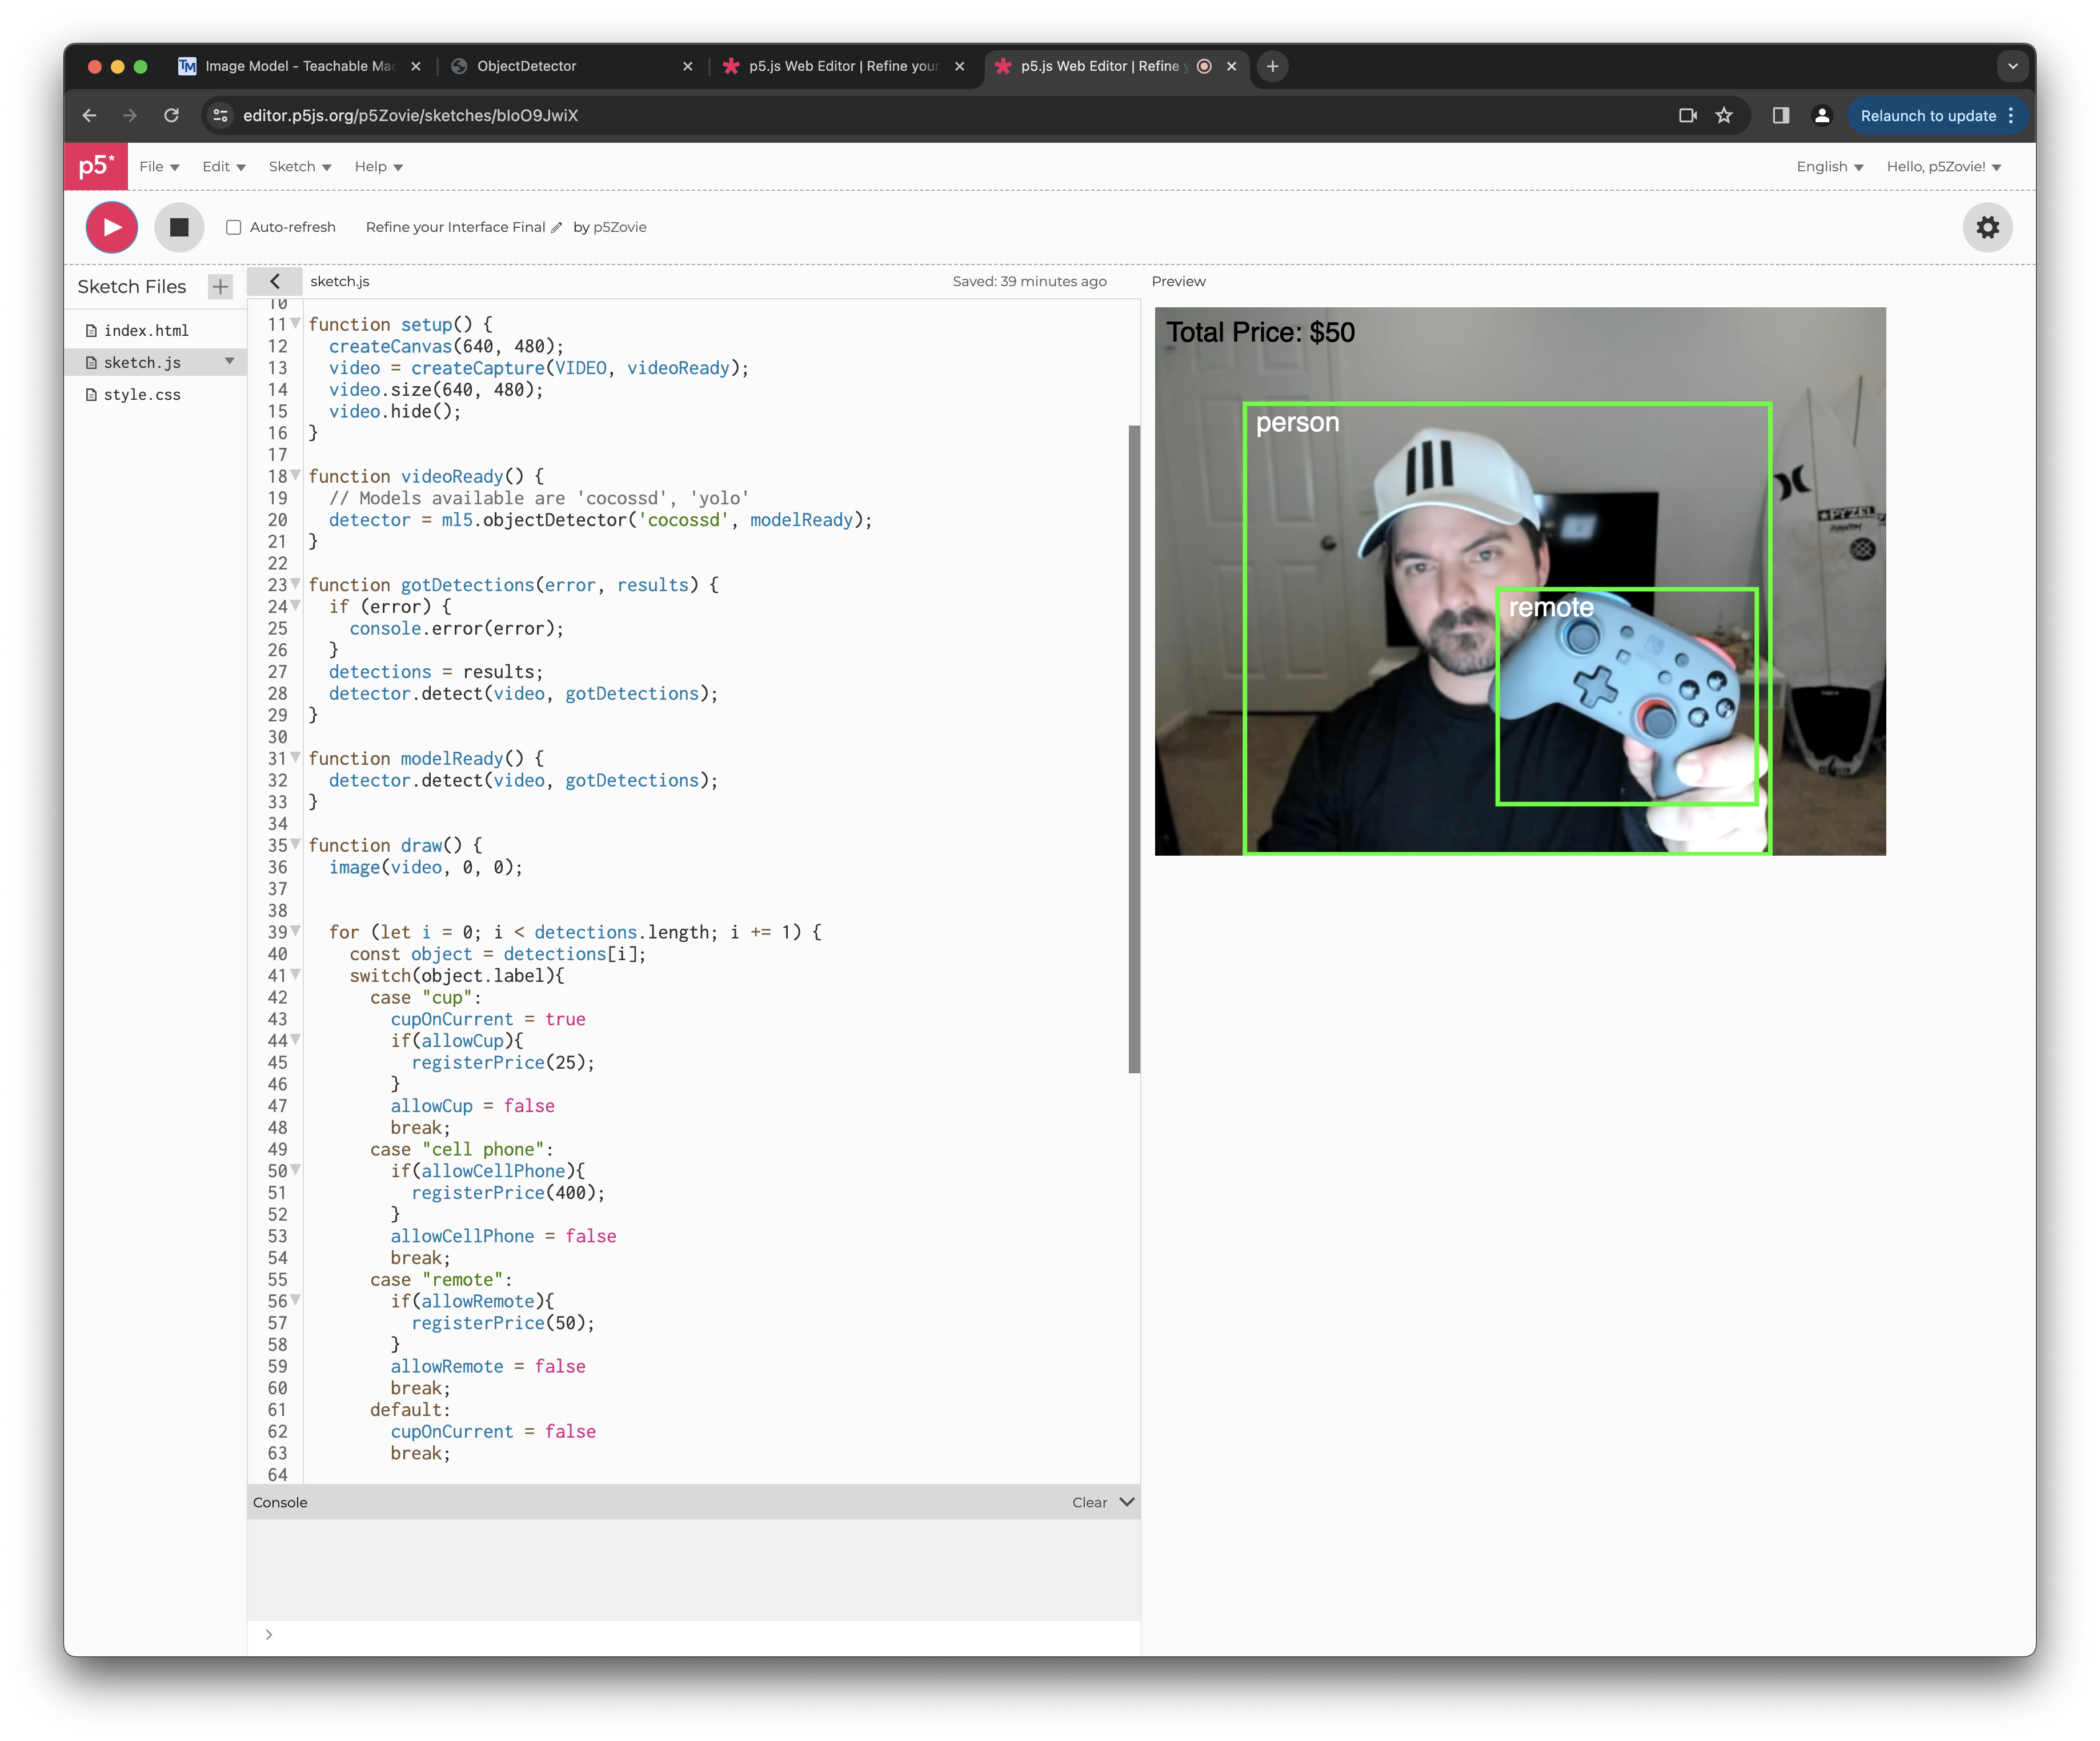 Image Model - Teachable Mac
ObjectDetector
p5.js Web Editor | Refine your
p5.js Web Editor | Refine y
editor.p5js.org/p5Zovie/sketches/bIoO9JwiX
Relaunch to update
p5*
File
Edit
Sketch
Help
English
Hello, p5Zovie!
Auto-refresh
Refine your Interface Final
by p5Zovie
Sketch Files
sketch.js
Saved: 39 minutes ago
Preview
index.html
sketch.js
style.css
10
11 function setup() {
12   createCanvas(640, 480);
13   video = createCapture(VIDEO, videoReady);
14   video.size(640, 480);
15   video.hide();
16 }
17
18 function videoReady() {
19   // Models available are 'cocossd', 'yolo'
20   detector = ml5.objectDetector('cocossd', modelReady);
21 }
22
23 function gotDetections(error, results) {
24   if (error) {
25     console.error(error);
26   }
27   detections = results;
28   detector.detect(video, gotDetections);
29 }
30
31 function modelReady() {
32   detector.detect(video, gotDetections);
33 }
34
35 function draw() {
36   image(video, 0, 0);
37
38
39   for (let i = 0; i < detections.length; i += 1) {
40     const object = detections[i];
41     switch(object.label){
42       case "cup":
43         cupOnCurrent = true
44         if(allowCup){
45           registerPrice(25);
46         }
47         allowCup = false
48         break;
49       case "cell phone":
50         if(allowCellPhone){
51           registerPrice(400);
52         }
53         allowCellPhone = false
54         break;
55       case "remote":
56         if(allowRemote){
57           registerPrice(50);
58         }
59         allowRemote = false
60         break;
61       default:
62         cupOnCurrent = false
63         break;
64
Console
Clear
>
Total Price: $50
person
remote
PYZEL